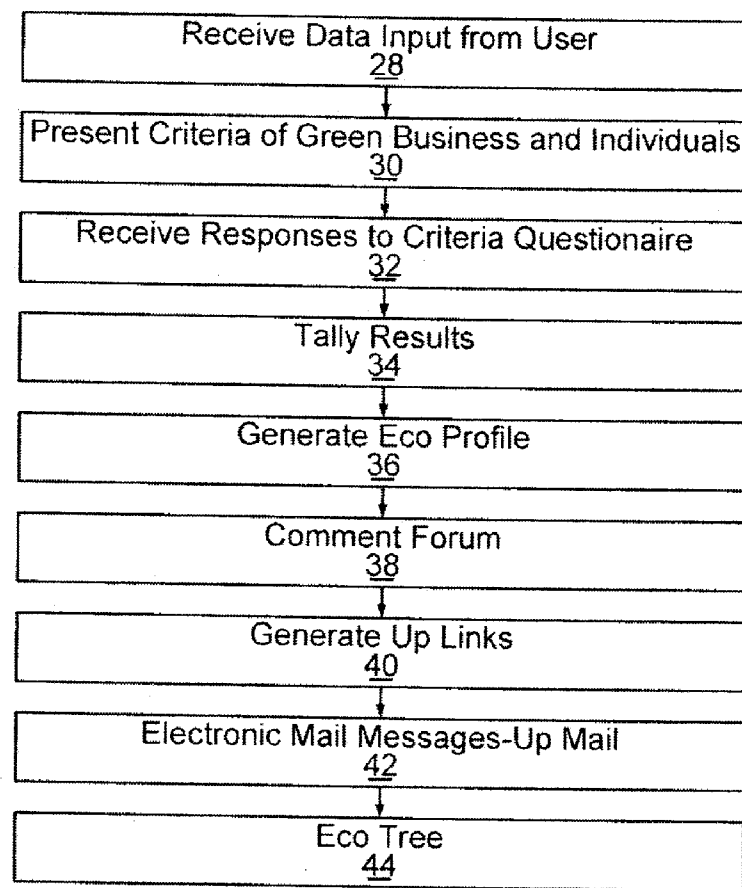 Receive Data Input from User
28
Present Criteria of Green Business and Individuals
30
Receive Responses to Criteria Questionaire
32
Tally Results
34
Generate Eco Profile
36
Comment Forum
38
Generate Up Links
40
Electronic Mail Messages-Up Mail
42
Eco Tree
44